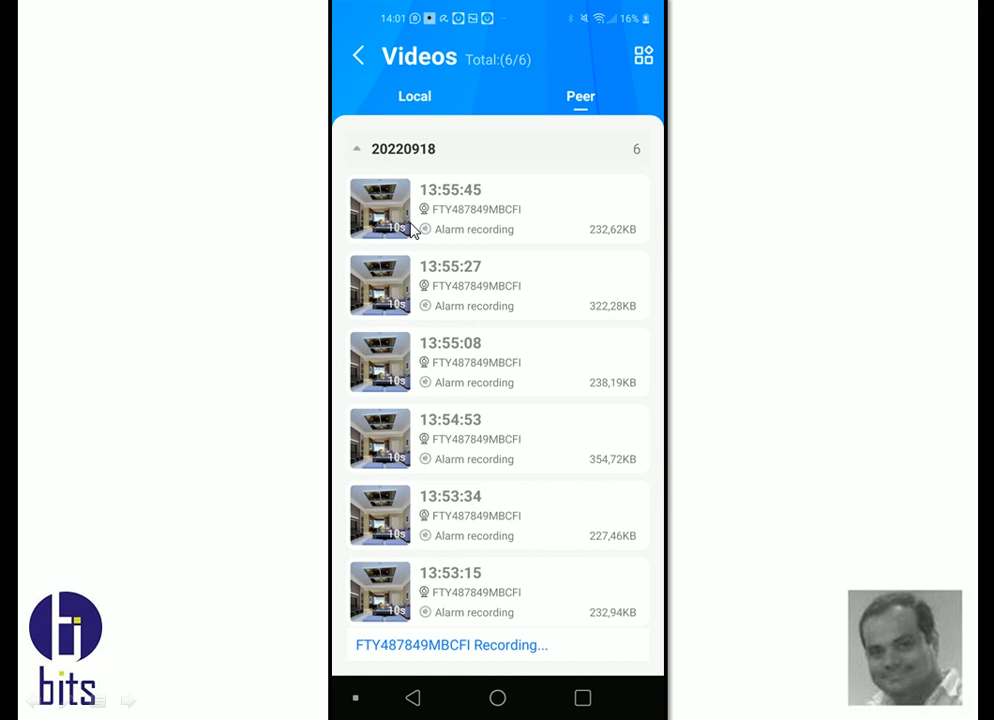 14:01 16%
Videos Total:(6/6)
Local Peer
20220918 6
13:55:45
FTY487849MBCFI
10s Alarm recording 232,62KB
13:55:27
FTY487849MBCFI
10s Alarm recording 322,28KB
13:55:08
FTY487849MBCFI
10s Alarm recording 238,19KB
13:54:53
FTY487849MBCFI
10s Alarm recording 354,72KB
13:53:34
FTY487849MBCFI
10s Alarm recording 227,46KB
13:53:15
FTY487849MBCFI
10s Alarm recording 232,94KB
FTY487849MBCFI Recording...
bits